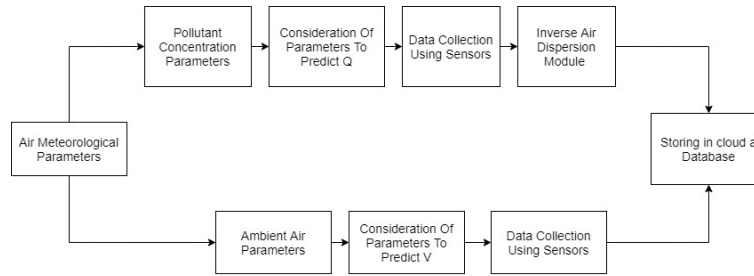 Pollutant
Concentration
Parameters
Consideration Of
Parameters To
Predict Q
Data Collection
Using Sensors
Inverse Air
Dispersion
Module
Air Meteorological
Parameters
Storing in cloud a
Database
Ambient Air
Parameters
Consideration Of
Parameters To
Predict V
Data Collection
Using Sensors